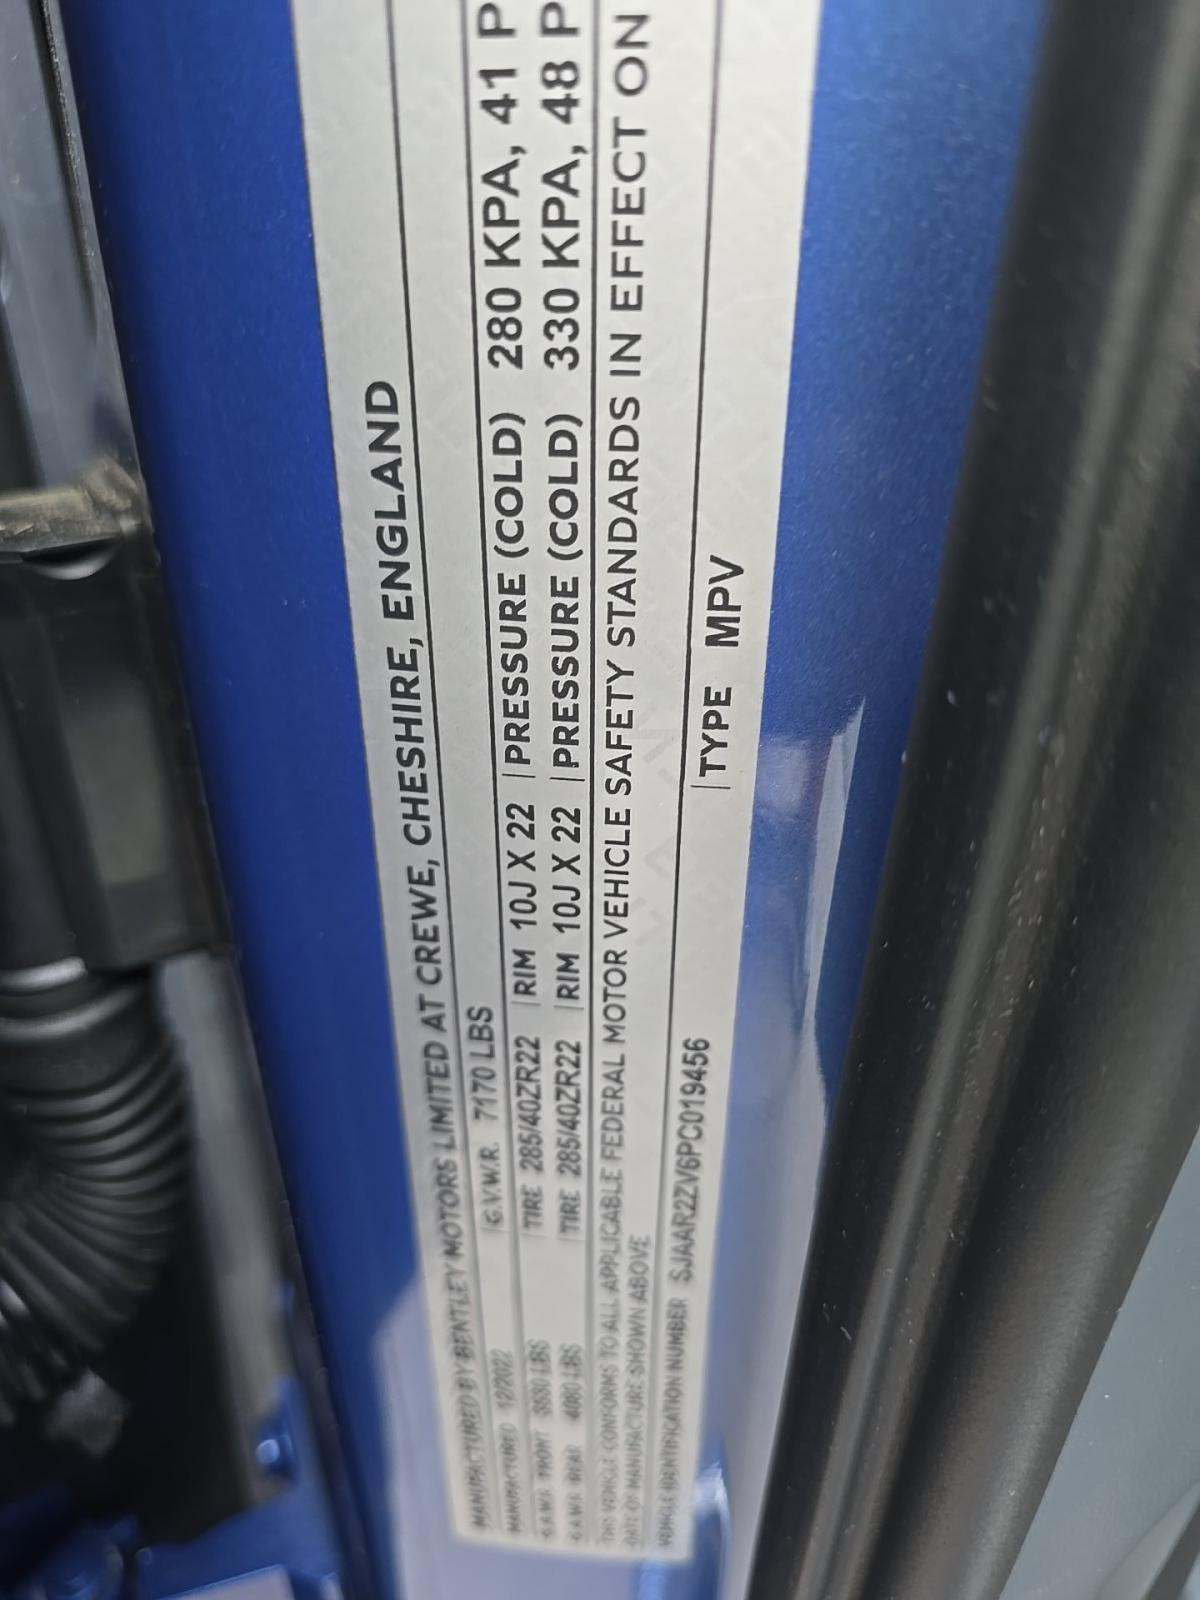 MANUFACTURED BY BENTLEY MOTORS LIMITED AT CREWE, CHESHIRE, ENGLAND
MANUFACTURED 12/2022 G.V.W.R. 7170 LBS
G.A.W.R. FRONT LBS TIRE 285/40ZR22 RIM 10J X 22 PRESSURE (COLD) 280 KPA, 41 P
G.A.W.R. REAR LBS TIRE 285/40ZR22 RIM 10J X 22 PRESSURE (COLD) 330 KPA, 48 P
THIS VEHICLE CONFORMS TO ALL APPLICABLE FEDERAL MOTOR VEHICLE SAFETY STANDARDS IN EFFECT ON
DATE OF MANUFACTURE SHOWN ABOVE
VEHICLE IDENTIFICATION NUMBER SJAAR2ZV6PC019456 TYPE MPV